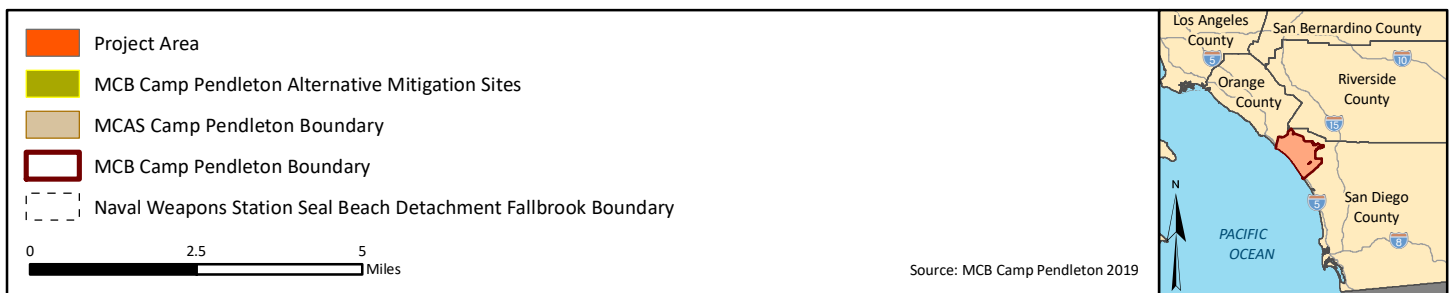 Project Area
MCB Camp Pendleton Alternative Mitigation Sites
MCAS Camp Pendleton Boundary
MCB Camp Pendleton Boundary
Naval Weapons Station Seal Beach Detachment Fallbrook Boundary
0 2.5 5
Miles
Source: MCB Camp Pendleton 2019
Los Angeles
County
San Bernardino County
5
10
Orange
County
Riverside
County
15
N
San Diego
County
5
PACIFIC
OCEAN
8